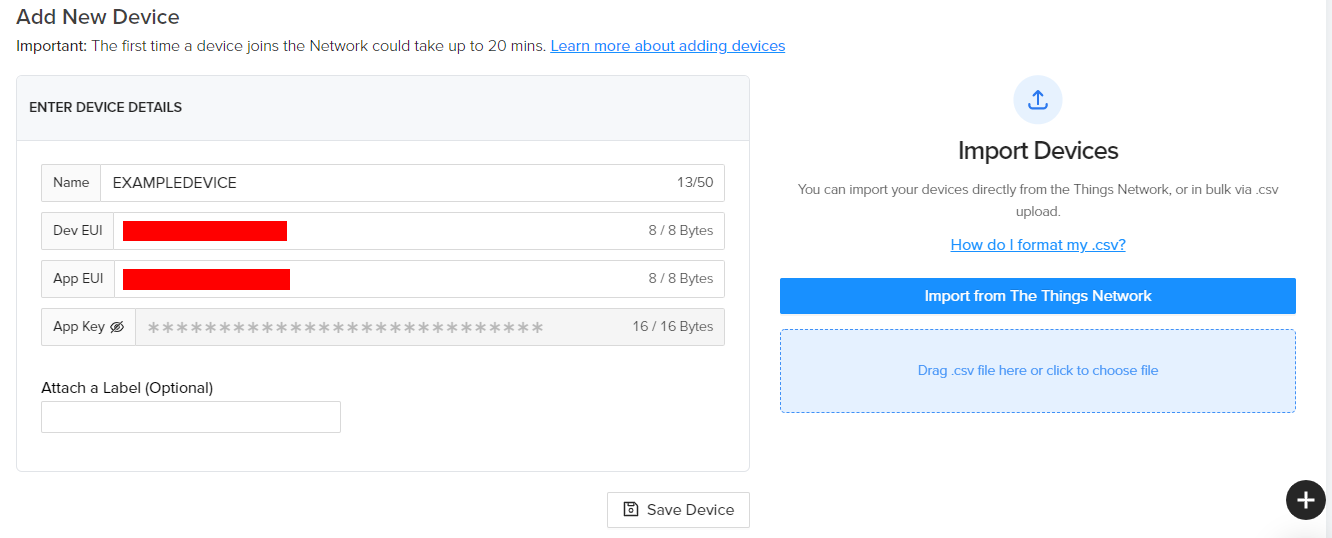 Add New Device
Important: The first time a device joins the Network could take up to 20 mins. Learn more about adding devices
ENTER DEVICE DETAILS
Name EXAMPLEDEVICE 13/50
Dev EUI 8 / 8 Bytes
App EUI 8 / 8 Bytes
App Key **************************** 16 / 16 Bytes
Attach a Label (Optional)
Save Device
Import Devices
You can import your devices directly from the Things Network, or in bulk via .csv
upload.
How do I format my .csv?
Import from The Things Network
Drag .csv file here or click to choose file